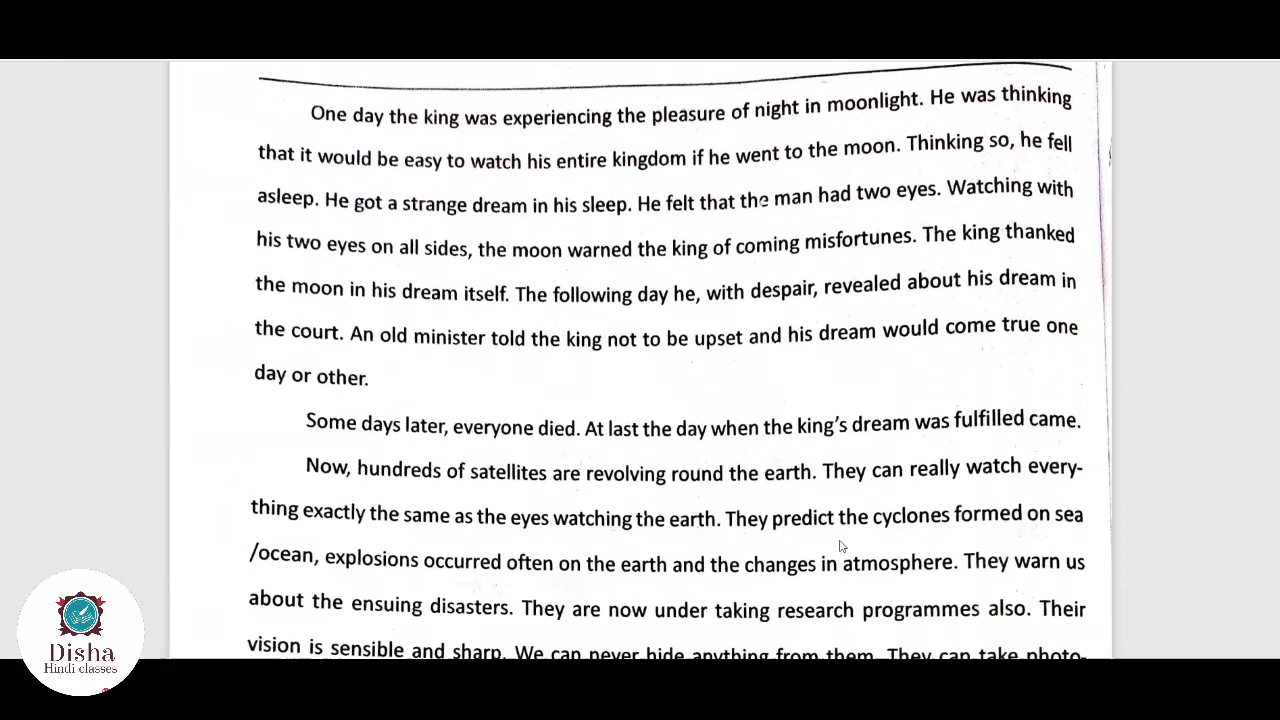 One day the king was experiencing the pleasure of night in moonlight. He was thinking
that it would be easy to watch his entire kingdom if he went to the moon. Thinking so, he fell
asleep. He got a strange dream in his sleep. He felt that the man had two eyes. Watching with
his two eyes on all sides, the moon warned the king of coming misfortunes. The king thanked
the moon in his dream itself. The following day he, with despair, revealed about his dream in
the court. An old minister told the king not to be upset and his dream would come true one
day or other.
Some days later, everyone died. At last the day when the king's dream was fulfilled came.
Now, hundreds of satellites are revolving round the earth. They can really watch every-
thing exactly the same as the eyes watching the earth. They predict the cyclones formed on sea
/ocean, explosions occurred often on the earth and the changes in atmosphere. They warn us
about the ensuing disasters. They are now under taking research programmes also. Their
vision is sensible and sharp. We can never hide anything from them. They can take photo-
Disha
Hindi classes